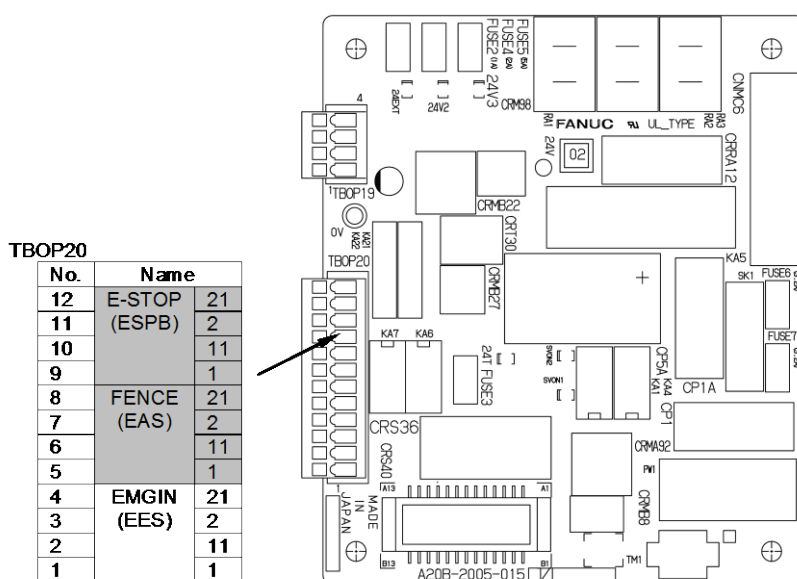 TBOP20
No. Name
12 E-STOP 21
11 (ESPB) 2
10 11
9 1
8 FENCE 21
7 (EAS) 2
6 11
5 1
4 EMGIN 21
3 (EES) 2
2 11
1 1
FUSE2 (1A)
FUSE4 (2A)
FUSE5 (5A)
24EXT
24V2
24V3
CRM98
RA1
RA2
RA3
CNMC6
FANUC UL_TYPE
4
1
TBOP19
24V
02
CRRA12
CRMB22
0V
KA22
KA21
TBOP20
CRT30
CRMB27
KA5
SK1
FUSE6
FUSE7
KA7
KA6
24T
FUSE3
SVON2
SVON1
CP5A
KA1
KA4
CP1A
CP1
CRS36
CRS40
CRMA92
PW1
CRMB8
1
MADE
IN
JAPAN
A13
A1
B13
B1
TM1
A20B-2005-015